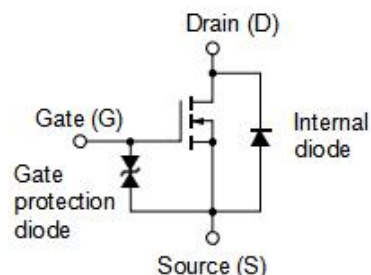 Drain (D)
Gate (G)
Internal
diode
Gate
protection
diode
Source (S)